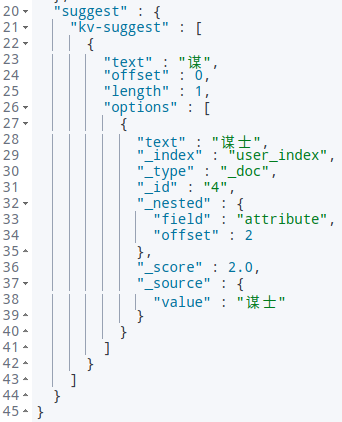 20 "suggest" : {
21 "kv-suggest" : [
22 {
23 "text" : "谋",
24 "offset" : 0,
25 "length" : 1,
26 "options" : [
27 {
28 "text" : "谋士",
29 "_index" : "user_index",
30 "_type" : "_doc",
31 "_id" : "4",
32 "_nested" : {
33 "field" : "attribute",
34 "offset" : 2
35 },
36 "_score" : 2.0,
37 "_source" : {
38 "value" : "谋士"
39 }
40 }
41 ]
42 }
43 ]
44 }
45 }